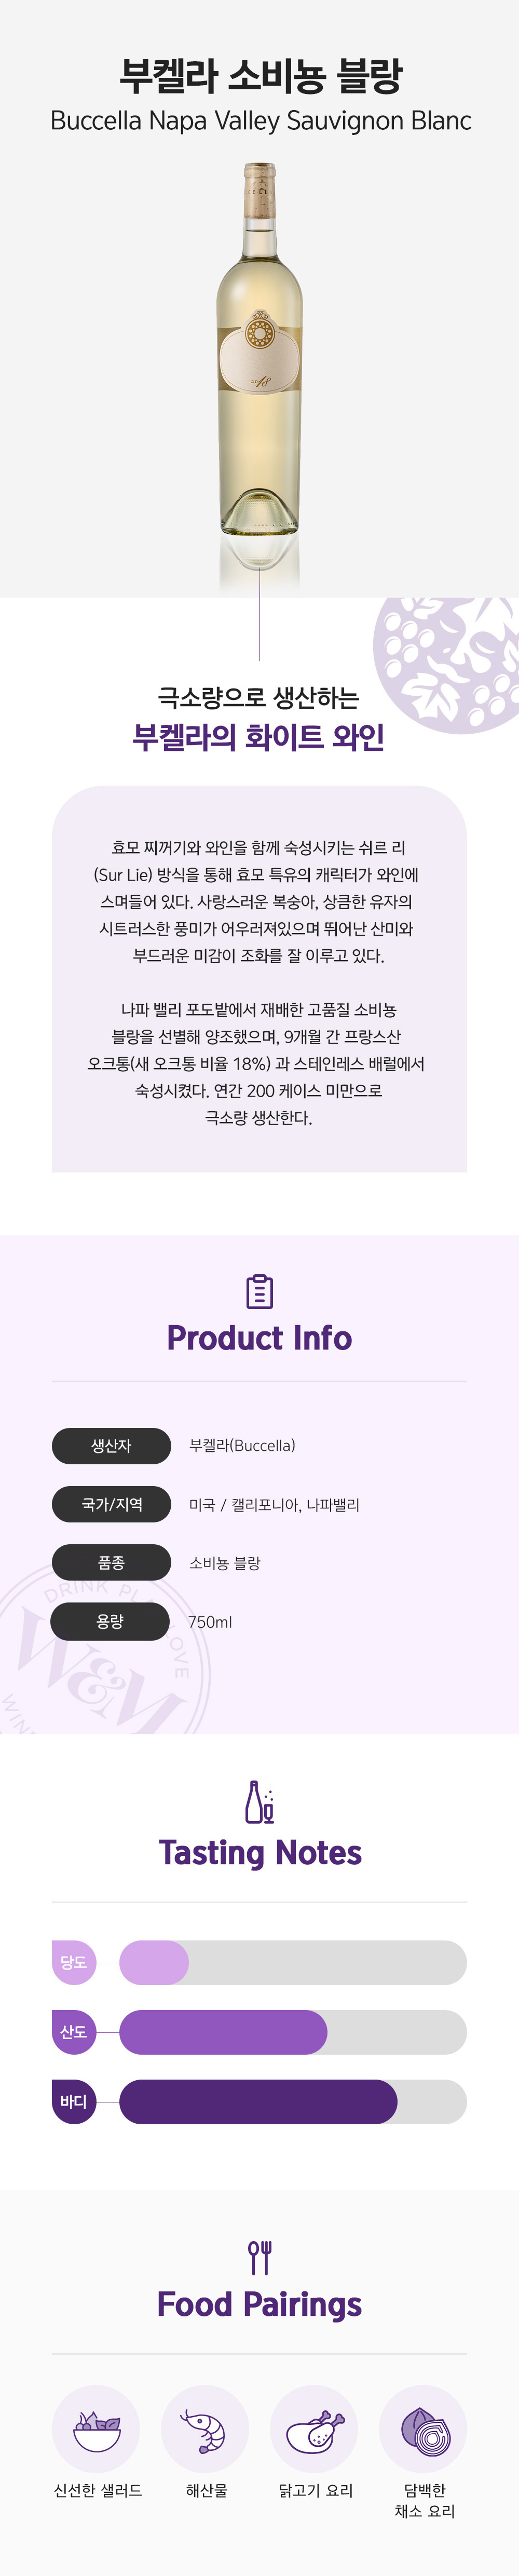 부켈라 소비뇽 블랑
Buccella Napa Valley Sauvignon Blanc
2018
극소량으로 생산하는
부켈라의 화이트 와인
효모 찌꺼기와 와인을 함께 숙성시키는 쉬르 리
(Sur Lie) 방식을 통해 효모 특유의 캐릭터가 와인에
스며들어 있다. 사랑스러운 복숭아, 상큼한 유자의
시트러스한 풍미가 어우러져있으며 뛰어난 산미와
부드러운 미감이 조화를 잘 이루고 있다.
나파 밸리 포도밭에서 재배한 고품질 소비뇽
블랑을 선별해 양조했으며, 9개월 간 프랑스산
오크통(새 오크통 비율 18%) 과 스테인레스 배럴에서
숙성시켰다. 연간 200 케이스 미만으로
극소량 생산한다.
Product Info
생산자 부켈라(Buccella)
국가/지역 미국 / 캘리포니아, 나파밸리
품종 소비뇽 블랑
용량 750ml
W&M
Tasting Notes
당도
산도
바디
Food Pairings
신선한 샐러드
해산물
닭고기 요리
담백한
채소 요리